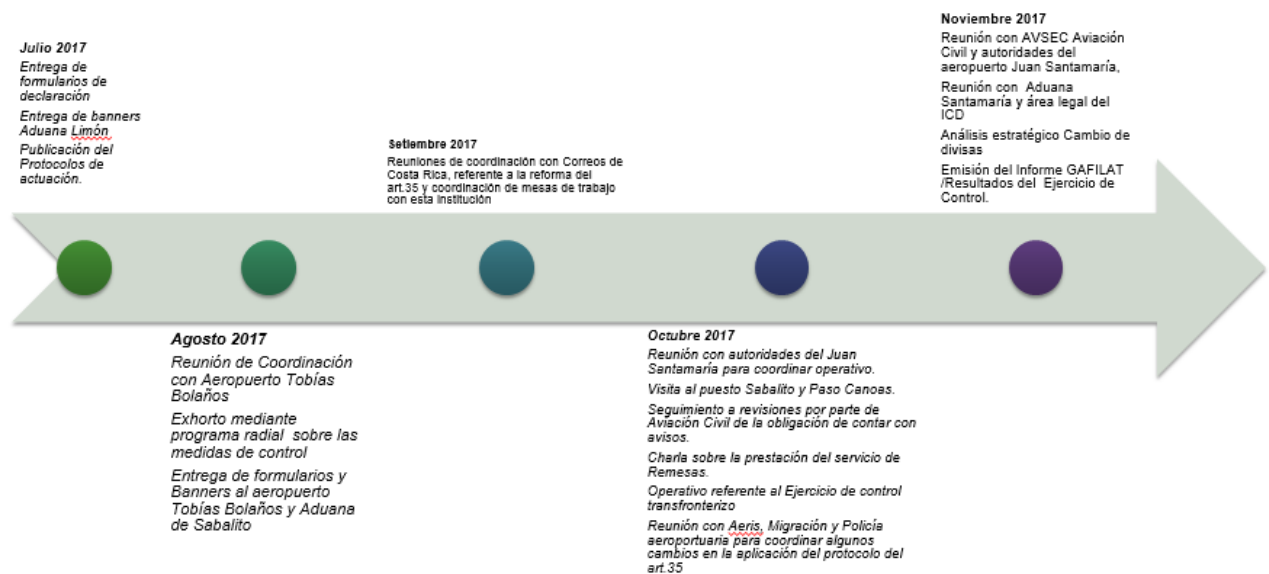 Julio 2017
Entrega de
formularios de
declaración
Entrega de banners
Aduana Limón
Publicación del
Protocolos de
actuación.
Agosto 2017
Reunión de Coordinación
con Aeropuerto Tobías
Bolaños
Exhorto mediante
programa radial sobre las
medidas de control
Entrega de formularios y
Banners al aeropuerto
Tobías Bolaños y Aduana
de Sabalito
Setiembre 2017
Reuniones de coordinación con Correos de
Costa Rica, referente a la reforma del
art.35 y coordinación de mesas de trabajo
con esta institución
Octubre 2017
Reunión con autoridades del Juan
Santamaría para coordinar operativo.
Visita al puesto Sabalito y Paso Canoas.
Seguimiento a revisiones por parte de
Aviación Civil de la obligación de contar con
avisos.
Charla sobre la prestación del servicio de
Remesas.
Operativo referente al Ejercicio de control
transfronterizo
Reunión con Aeris, Migración y Policía
aeroportuaria para coordinar algunos
cambios en la aplicación del protocolo del
art.35
Noviembre 2017
Reunión con AVSEC Aviación
Civil y autoridades del
aeropuerto Juan Santamaría,
Reunión con Aduana
Santamaría y área legal del
ICD
Análisis estratégico Cambio de
divisas
Emisión del Informe GAFILAT
/Resultados del Ejercicio de
Control.